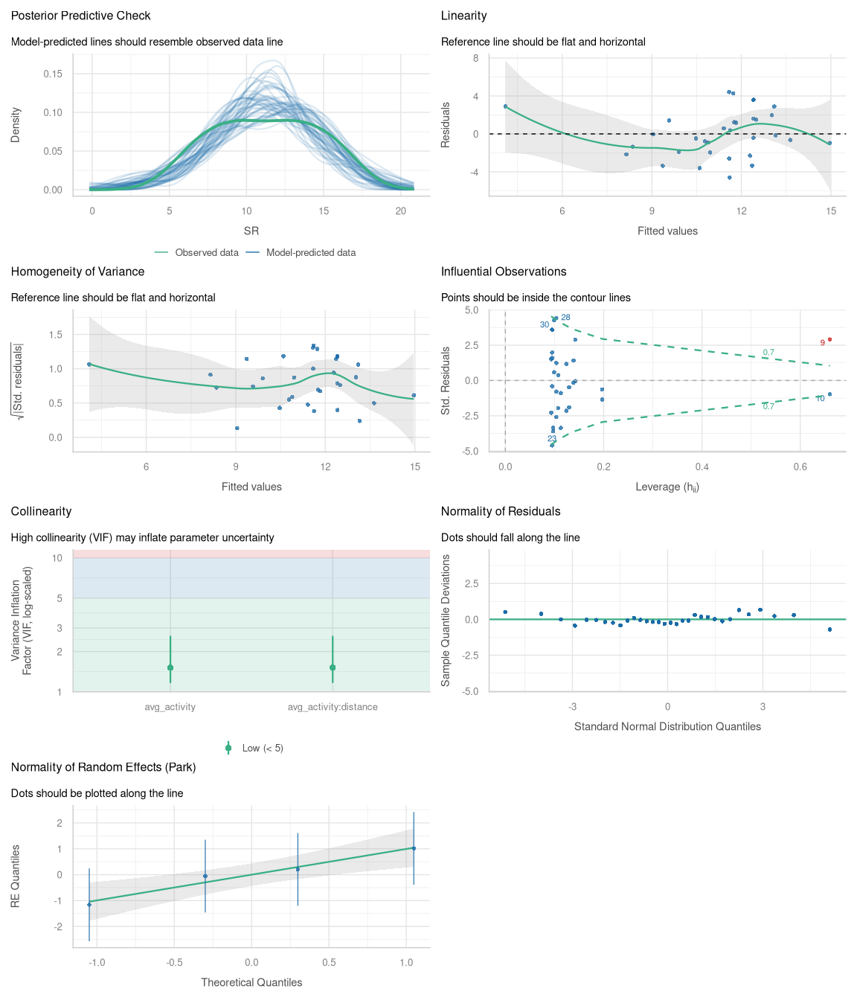 Posterior Predictive Check
Model-predicted lines should resemble observed data line
0.15
0.10
0.05
0.00
Density
0
5
10
15
20
SR
Observed data
Model-predicted data
Linearity
Reference line should be flat and horizontal
8
4
0
-4
Residuals
6
9
12
15
Fitted values
Homogeneity of Variance
Reference line should be flat and horizontal
1.5
1.0
0.5
0.0
√|Std. residuals|
6
9
12
15
Fitted values
Influential Observations
Points should be inside the contour lines
5.0
2.5
0.0
-2.5
-5.0
Std. Residuals
30
28
9
0.7
10
0.7
23
0.0
0.2
0.4
0.6
Leverage (hii)
Collinearity
High collinearity (VIF) may inflate parameter uncertainty
10
5
3
2
1
Variance Inflation
Factor (VIF, log-scaled)
avg_activity
avg_activity:distance
Low (< 5)
Normality of Residuals
Dots should fall along the line
2.5
0.0
-2.5
-5.0
Sample Quantile Deviations
-3
0
3
Standard Normal Distribution Quantiles
Normality of Random Effects (Park)
Dots should be plotted along the line
2
1
0
-1
-2
RE Quantiles
-1.0
-0.5
0.0
0.5
1.0
Theoretical Quantiles